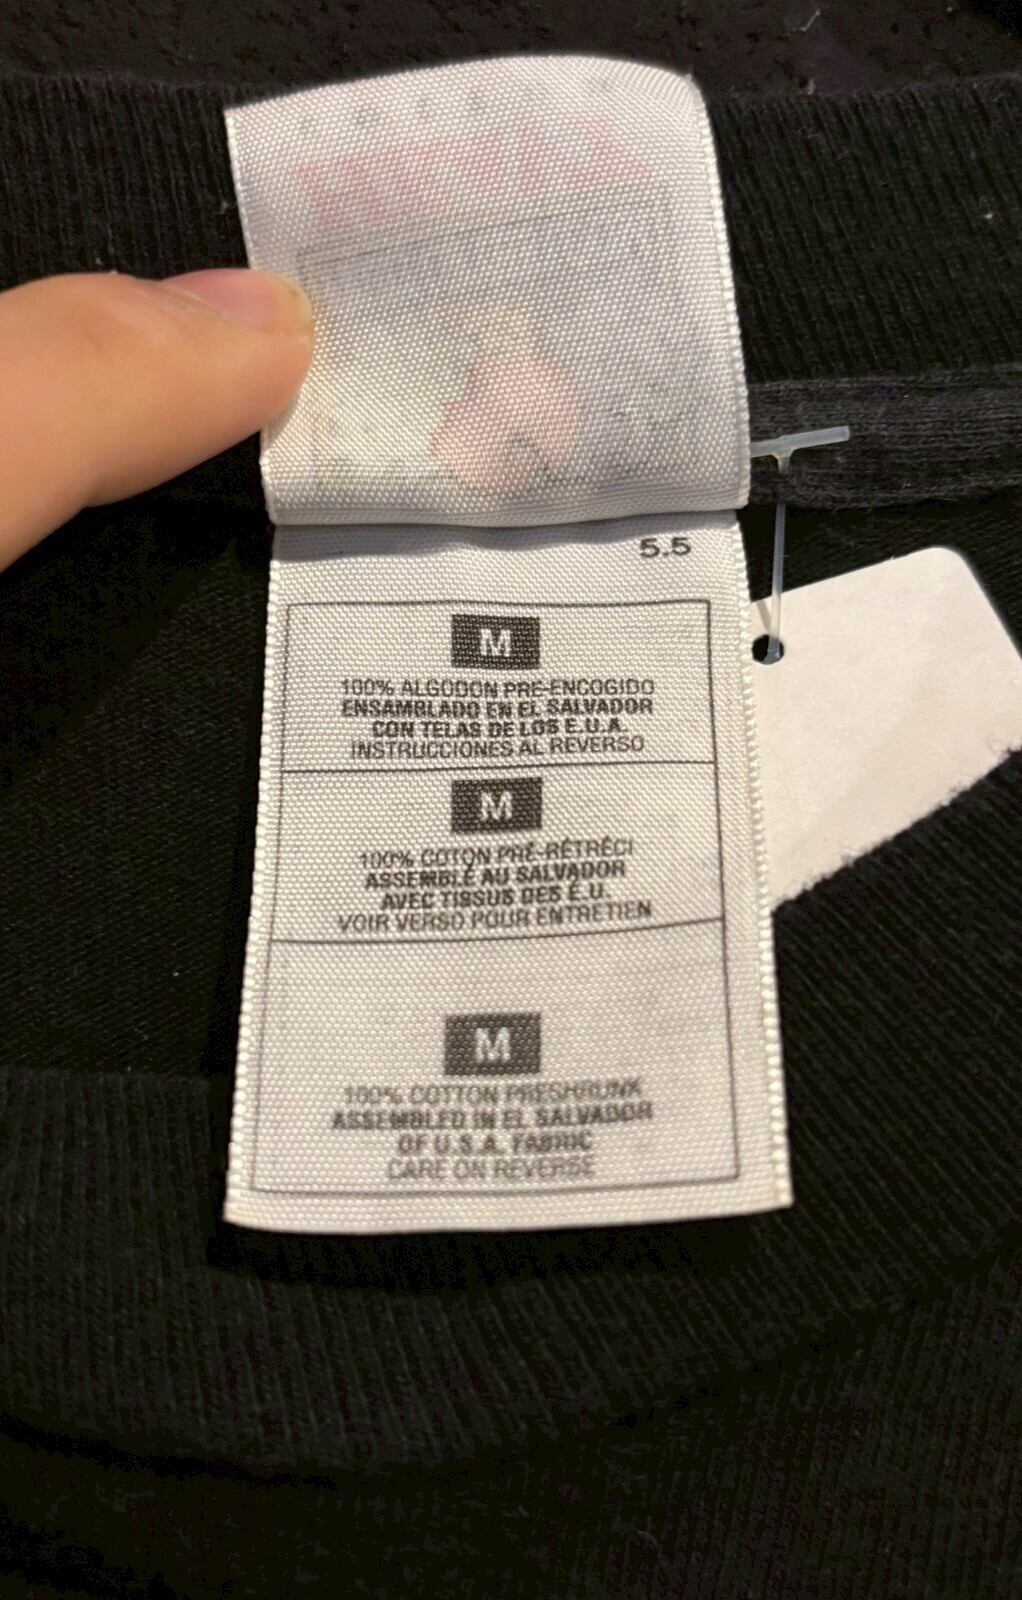 5.5
M
100% ALGODON PRE-ENCOGIDO
ENSAMBLADO EN EL SALVADOR
CON TELAS DE LOS E.U.A.
INSTRUCCIONES AL REVERSO
M
100% COTON PRÉ-RÉTRÉCI
ASSEMBLÉ AU SALVADOR
AVEC TISSUS DES É.U.
VOIR VERSO POUR ENTRETIEN
M
100% COTTON PRESHRUNK
ASSEMBLED IN EL SALVADOR
OF U.S.A. FABRIC
CARE ON REVERSE